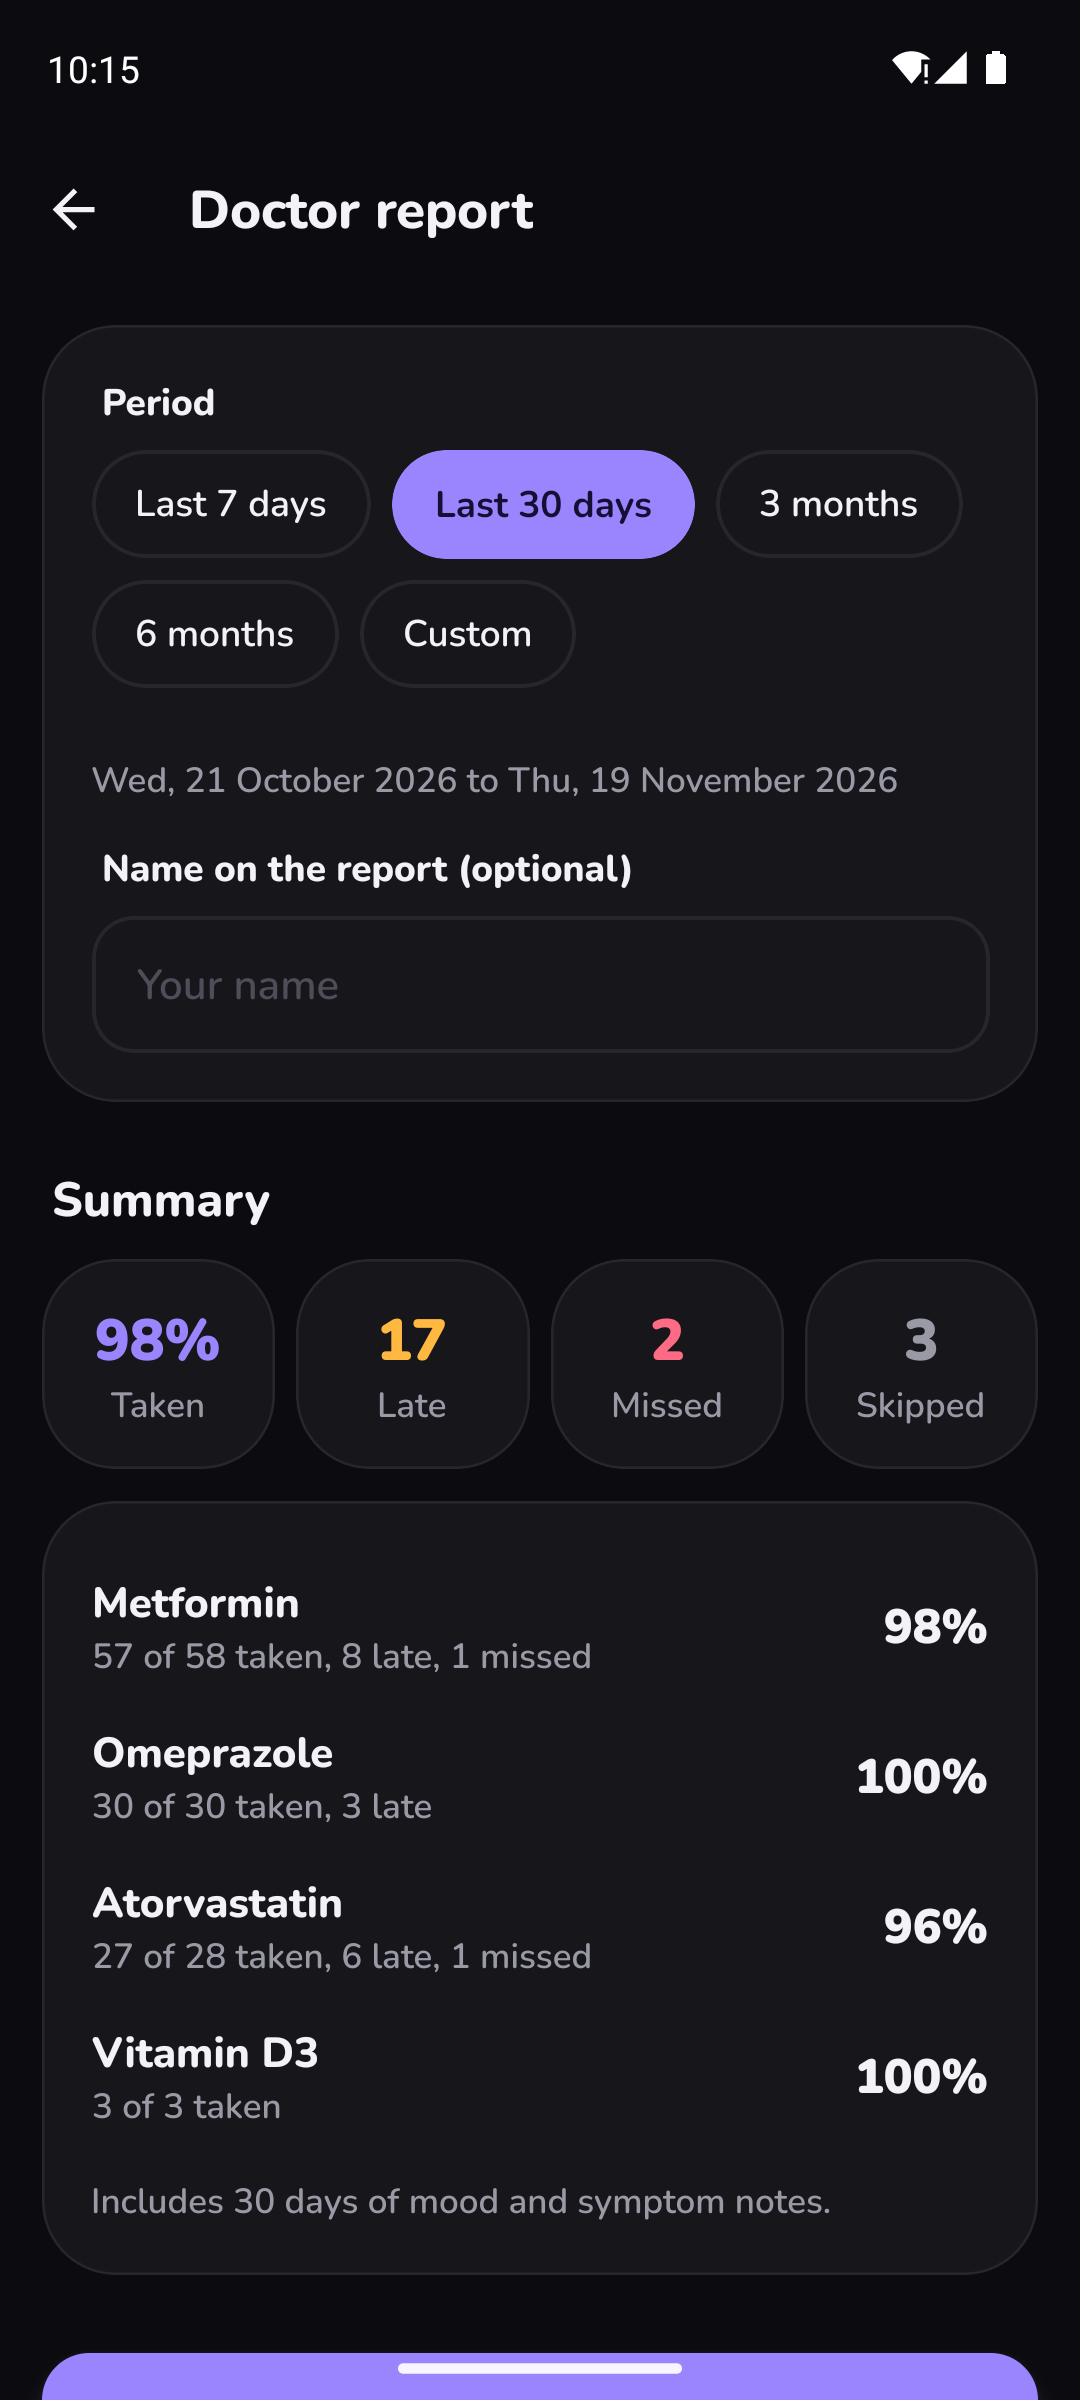 10:15
Doctor report
Period
Last 7 days
Last 30 days
3 months
6 months
Custom
Wed, 21 October 2026 to Thu, 19 November 2026
Name on the report (optional)
Your name
Summary
98%
Taken
17
Late
2
Missed
3
Skipped
Metformin
57 of 58 taken, 8 late, 1 missed
98%
Omeprazole
30 of 30 taken, 3 late
100%
Atorvastatin
27 of 28 taken, 6 late, 1 missed
96%
Vitamin D3
3 of 3 taken
100%
Includes 30 days of mood and symptom notes.